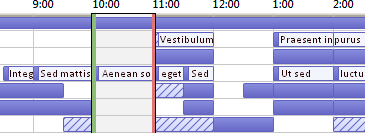 9:00 10:00 11:00 12:00 1:00 2:00
Vestibulum Praesent in purus
Integ Sed mattis Aenean so eget Sed Ut sed luctu